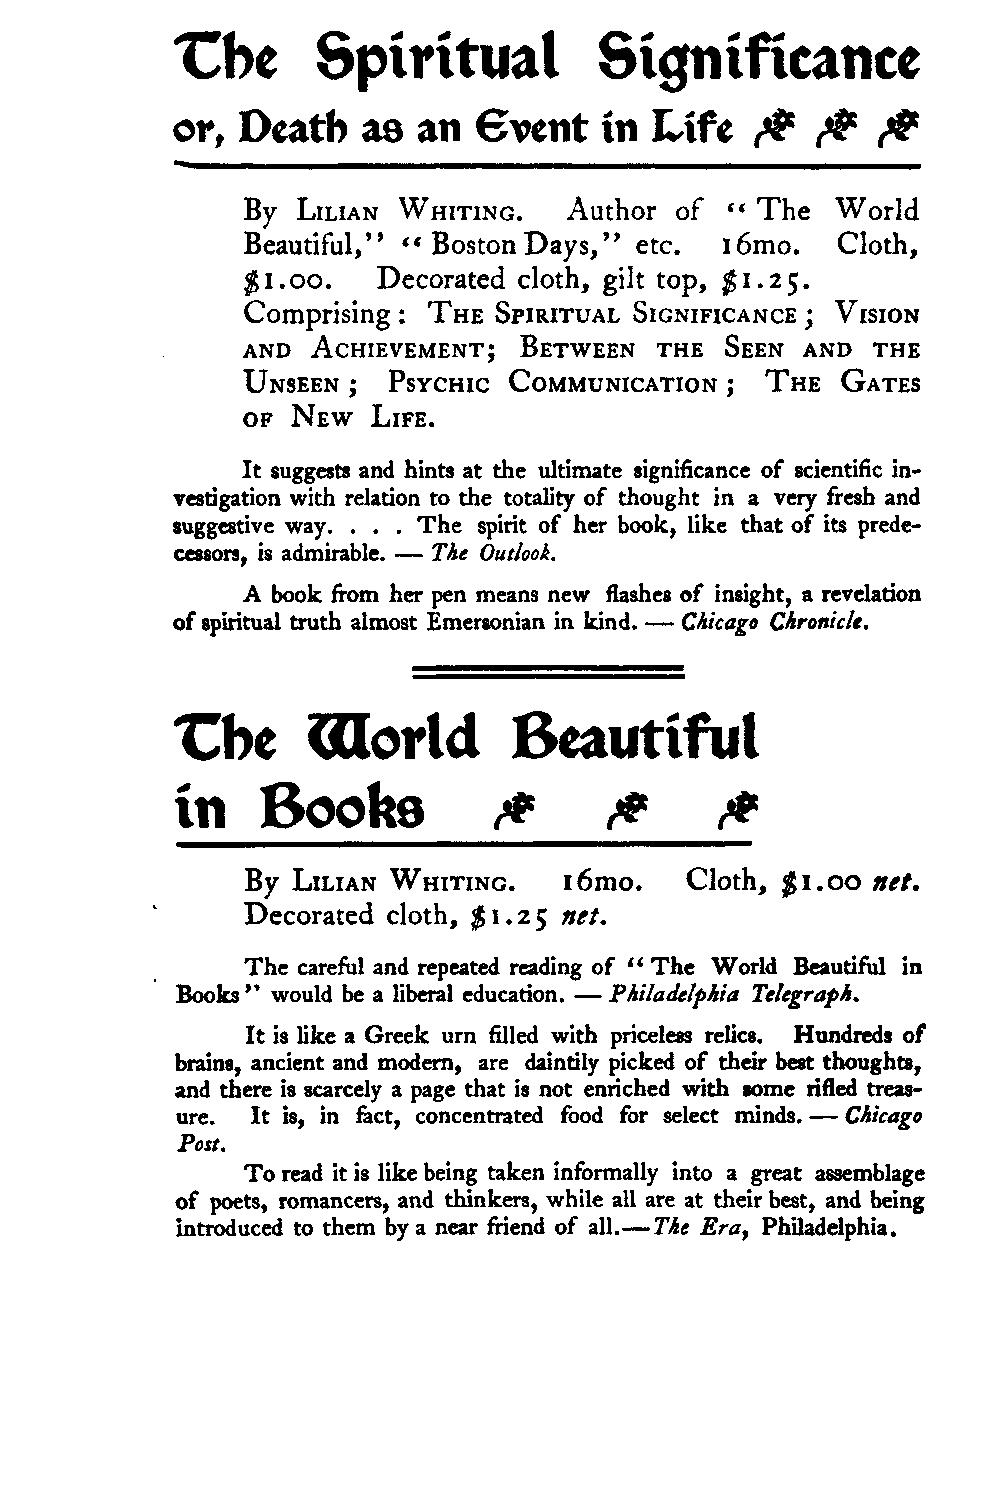 The Spiritual Significance
or, Death as an Event in Life
By Lilian Whiting. Author of “The World
Beautiful,” “Boston Days,” etc. 16mo. Cloth,
$1.00. Decorated cloth, gilt top, $1.25.
Comprising: The Spiritual Significance; Vision
and Achievement; Between the Seen and the
Unseen; Psychic Communication; The Gates
of New Life.
It suggests and hints at the ultimate significance of scientific in-
vestigation with relation to the totality of thought in a very fresh and
suggestive way. . . . The spirit of her book, like that of its prede-
cessors, is admirable. — The Outlook.
A book from her pen means new flashes of insight, a revelation
of spiritual truth almost Emersonian in kind. — Chicago Chronicle.
The World Beautiful
in Books
By Lilian Whiting. 16mo. Cloth, $1.00 net.
Decorated cloth, $1.25 net.
The careful and repeated reading of “The World Beautiful in
Books” would be a liberal education. — Philadelphia Telegraph.
It is like a Greek urn filled with priceless relics. Hundreds of
brains, ancient and modern, are daintily picked of their best thoughts,
and there is scarcely a page that is not enriched with some rifled treas-
ure. It is, in fact, concentrated food for select minds. — Chicago
Post.
To read it is like being taken informally into a great assemblage
of poets, romancers, and thinkers, while all are at their best, and being
introduced to them by a near friend of all.—The Era, Philadelphia.